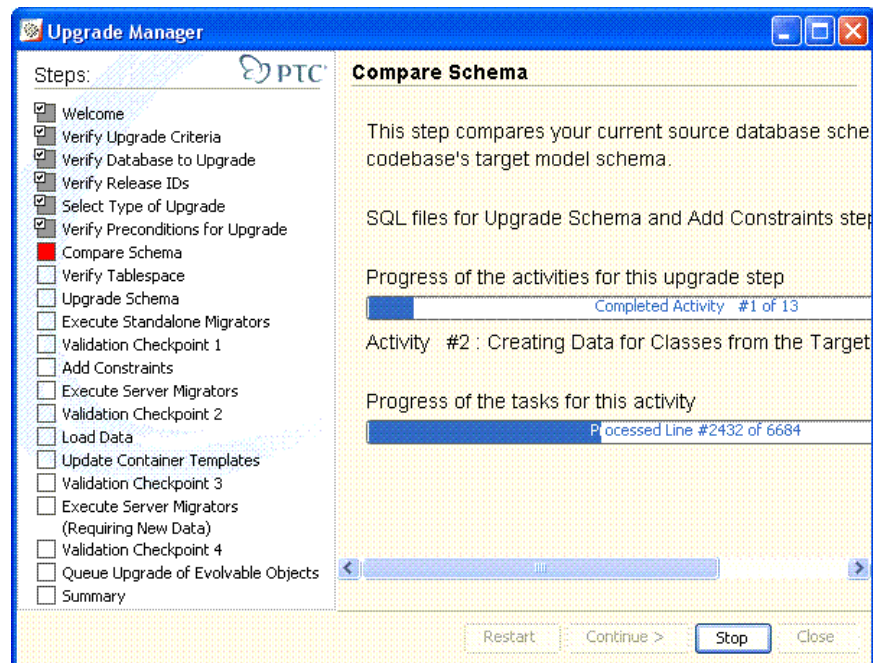 Upgrade Manager
Steps:
PTC
Welcome
Verify Upgrade Criteria
Verify Database to Upgrade
Verify Release IDs
Select Type of Upgrade
Verify Preconditions for Upgrade
Compare Schema
Verify Tablespace
Upgrade Schema
Execute Standalone Migrators
Validation Checkpoint 1
Add Constraints
Execute Server Migrators
Validation Checkpoint 2
Load Data
Update Container Templates
Validation Checkpoint 3
Execute Server Migrators
(Requiring New Data)
Validation Checkpoint 4
Queue Upgrade of Evolvable Objects
Summary
Compare Schema
This step compares your current source database sche
codebase's target model schema.
SQL files for Upgrade Schema and Add Constraints step
Progress of the activities for this upgrade step
Completed Activity #1 of 13
Activity #2 : Creating Data for Classes from the Target
Progress of the tasks for this activity
Processed Line #2432 of 6684
Restart
Continue >
Stop
Close